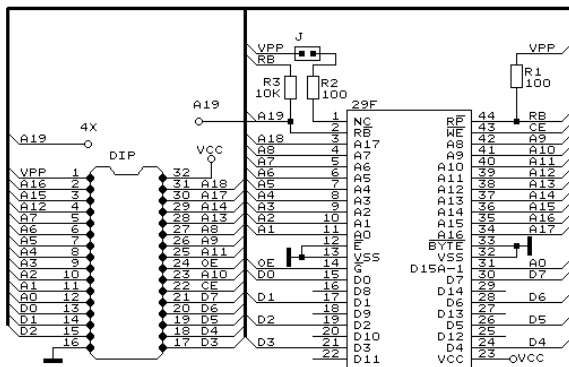 J
VPP VPP
RB
R3 R2 R1
10K 100 100
A19 29F
4X A19 1 NC RP 44 RB
2 RB WE 43 CE
A19 DIP A18 3 A17 A8 42 A9
VCC A8 4 A7 A9 41 A10
A7 5 A6 A10 40 A11
VPP 1 32 A6 6 A5 A11 39 A12
A16 2 31 A18 A5 7 A4 A12 38 A13
A15 3 30 A17 A4 8 A3 A13 37 A14
A12 4 29 A14 A3 9 A2 A14 36 A15
A7 5 28 A13 A2 10 A1 A15 35 A16
A6 6 27 A8 A1 11 A0 A16 34 A17
A5 7 26 A9 12 E BYTE 33
A4 8 25 A11 13 VSS VSS 32
A3 9 24 OE OE 14 G D15A-1 31 A0
A2 10 23 A10 D0 15 D0 D7 30 D7
A1 11 22 CE 16 D8 D14 29
A0 12 21 D7 D1 17 D1 D6 28 D6
D0 13 20 D6 18 D9 D13 27
D1 14 19 D5 D2 19 D2 D5 26 D5
D2 15 18 D4 20 D10 D12 25
16 17 D3 D3 21 D3 D4 24 D4
22 D11 VCC 23 VCC